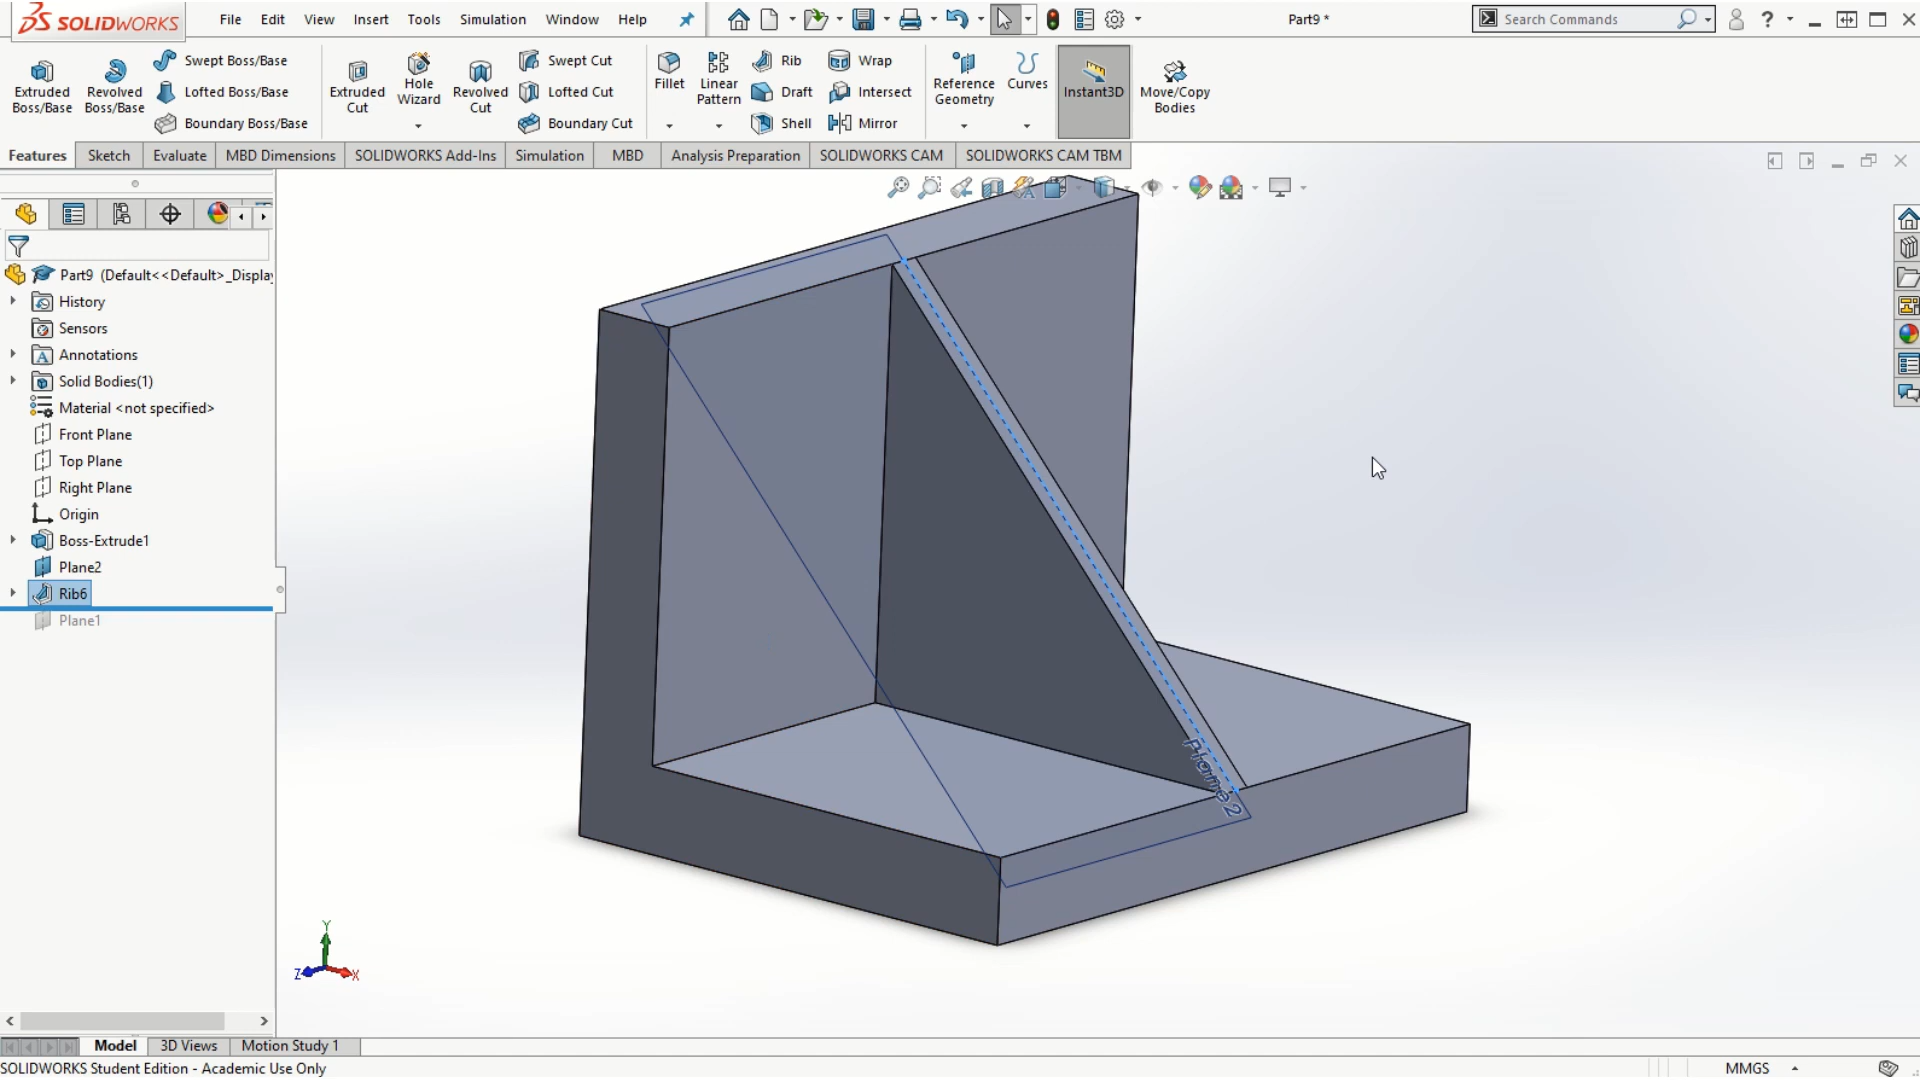 SOLIDWORKS File Edit View Insert Tools Simulation Window Help Part9 * Search Commands ?
Extruded Boss/Base Revolved Boss/Base Swept Boss/Base Lofted Boss/Base Boundary Boss/Base Extruded Cut Hole Wizard Revolved Cut Swept Cut Lofted Cut Boundary Cut Fillet Linear Pattern Rib Draft Shell Wrap Intersect Mirror Reference Geometry Curves Instant3D Move/Copy Bodies
Features Sketch Evaluate MBD Dimensions SOLIDWORKS Add-Ins Simulation MBD Analysis Preparation SOLIDWORKS CAM SOLIDWORKS CAM TBM
Part9 (Default<<Default>_Displa
History
Sensors
Annotations
Solid Bodies(1)
Material <not specified>
Front Plane
Top Plane
Right Plane
Origin
Boss-Extrude1
Plane2
Rib6
Plane1
Plane2
Y
Z X
Model 3D Views Motion Study 1
SOLIDWORKS Student Edition - Academic Use Only MMGS